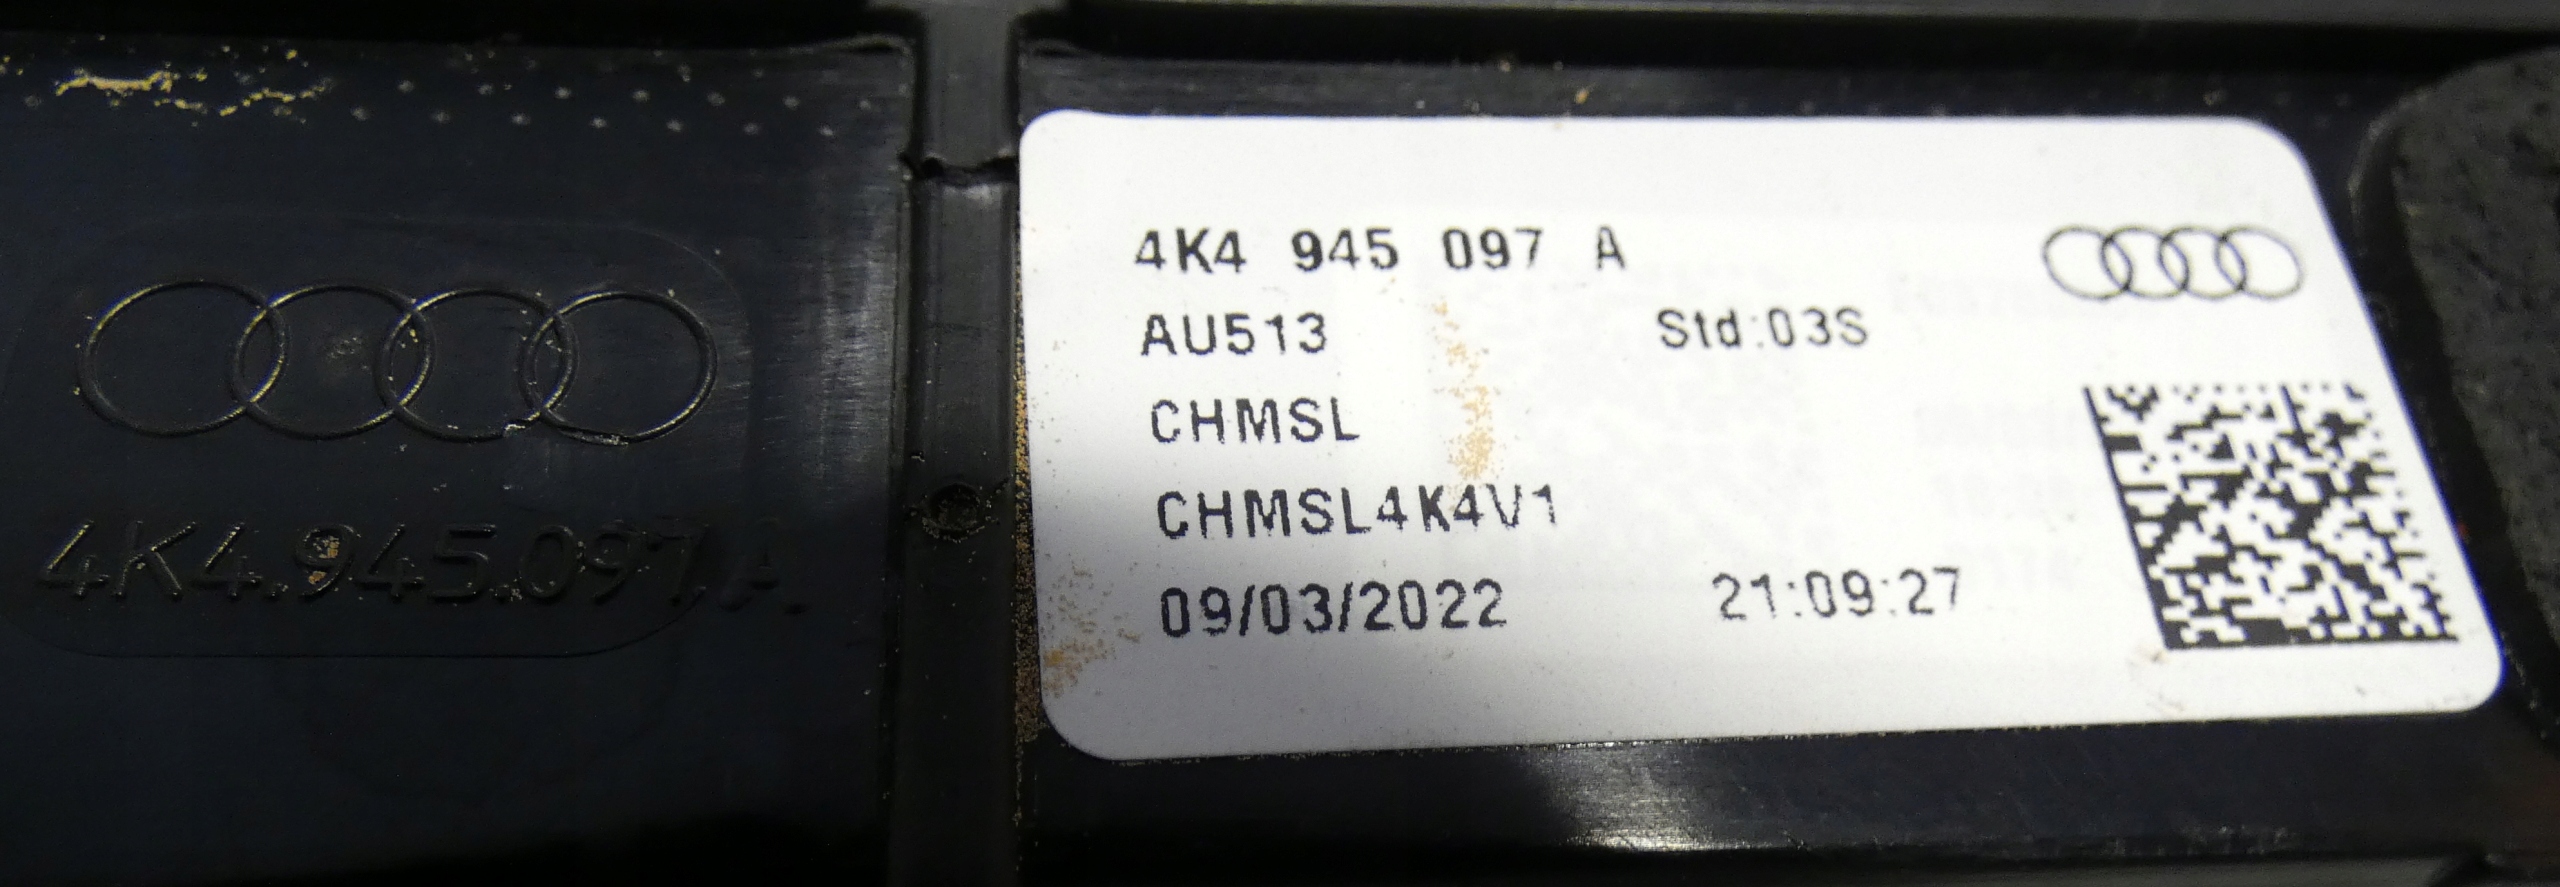 4K4.945.097.A.
4K4 945 097 A
AU513 Std:03S
CHMSL
CHMSL4K4V1
09/03/2022 21:09:27